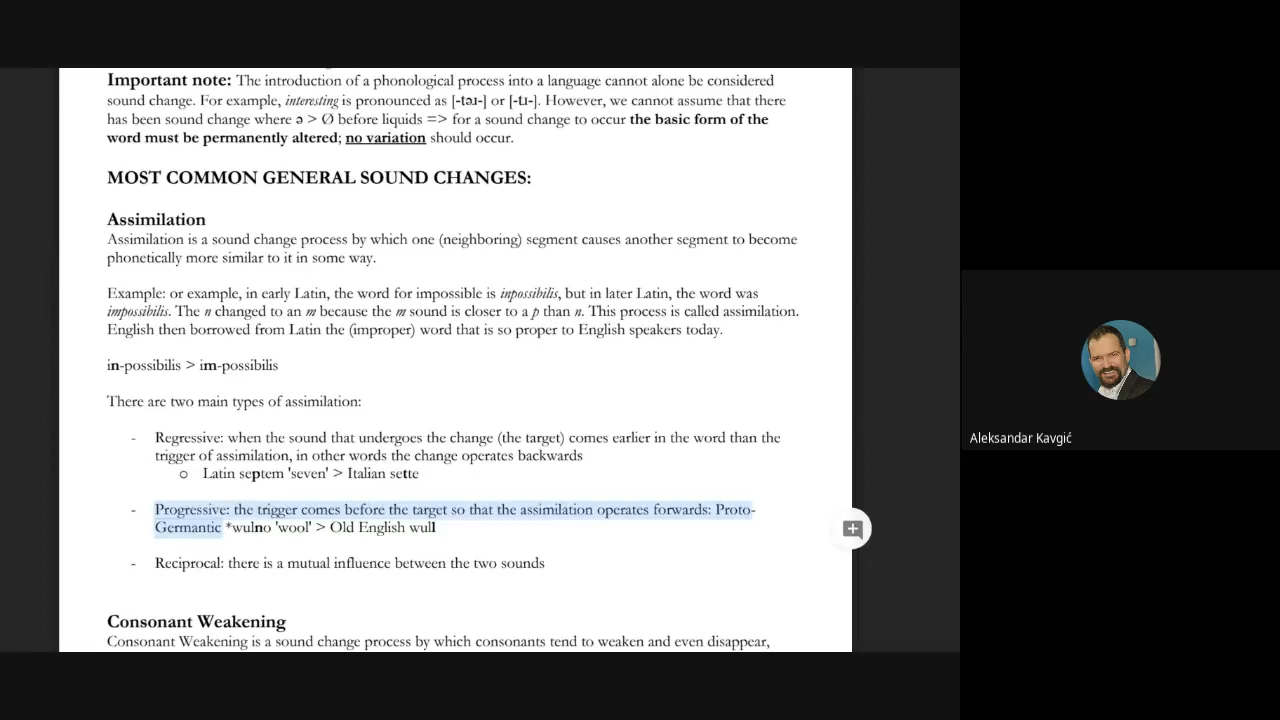 Important note: The introduction of a phonological process into a language cannot alone be considered
sound change. For example, interesting is pronounced as [-təɹ-] or [-tɹ-]. However, we cannot assume that there
has been sound change where ə > Ø before liquids => for a sound change to occur the basic form of the
word must be permanently altered; no variation should occur.
MOST COMMON GENERAL SOUND CHANGES:
Assimilation
Assimilation is a sound change process by which one (neighboring) segment causes another segment to become
phonetically more similar to it in some way.
Example: or example, in early Latin, the word for impossible is inpossibilis, but in later Latin, the word was
impossibilis. The n changed to an m because the m sound is closer to a p than n. This process is called assimilation.
English then borrowed from Latin the (improper) word that is so proper to English speakers today.
in-possibilis > im-possibilis
There are two main types of assimilation:
- Regressive: when the sound that undergoes the change (the target) comes earlier in the word than the
trigger of assimilation, in other words the change operates backwards
o Latin septem 'seven' > Italian sette
- Progressive: the trigger comes before the target so that the assimilation operates forwards: Proto-
Germantic *wulno 'wool' > Old English wull
- Reciprocal: there is a mutual influence between the two sounds
Consonant Weakening
Consonant Weakening is a sound change process by which consonants tend to weaken and even disappear,
Aleksandar Kavgić